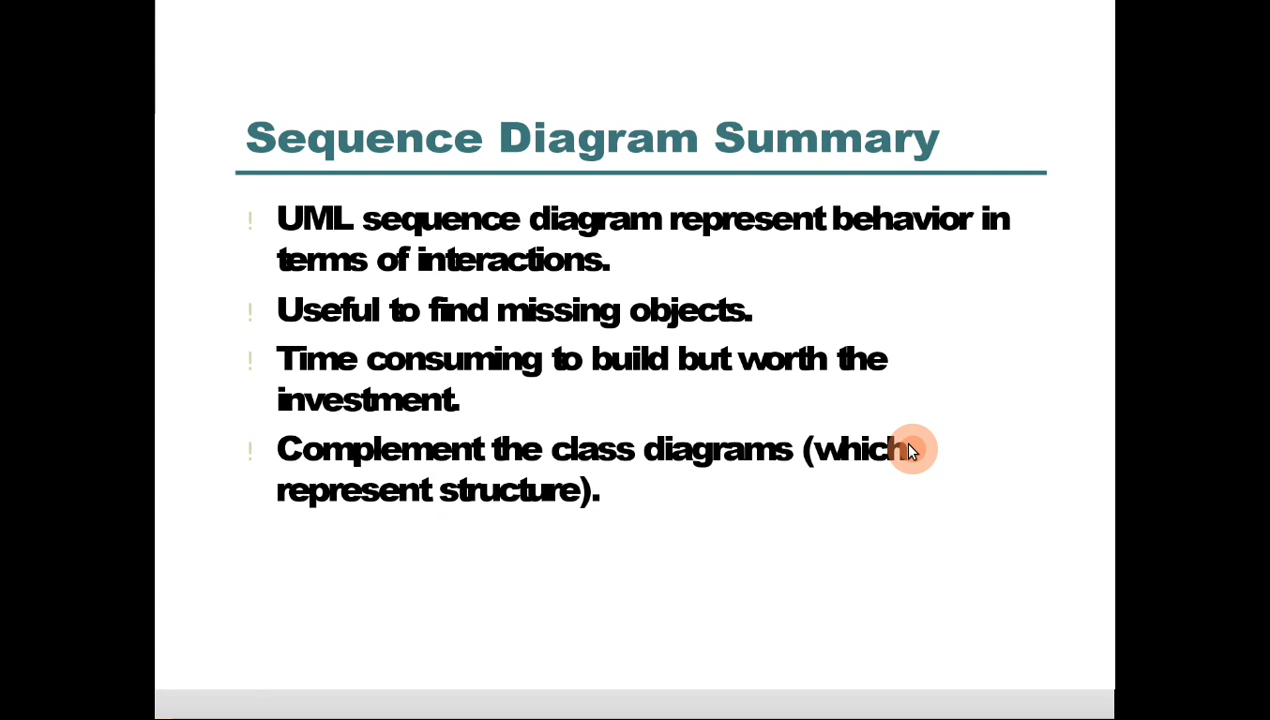 Sequence Diagram Summary
! UML sequence diagram represent behavior in
terms of interactions.
! Useful to find missing objects.
! Time consuming to build but worth the
investment.
! Complement the class diagrams (which
represent structure).